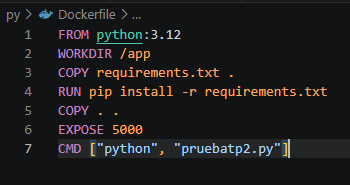 py > Dockerfile > ...
1 FROM python:3.12
2 WORKDIR /app
3 COPY requirements.txt .
4 RUN pip install -r requirements.txt
5 COPY . .
6 EXPOSE 5000
7 CMD ["python", "pruebatp2.py"]